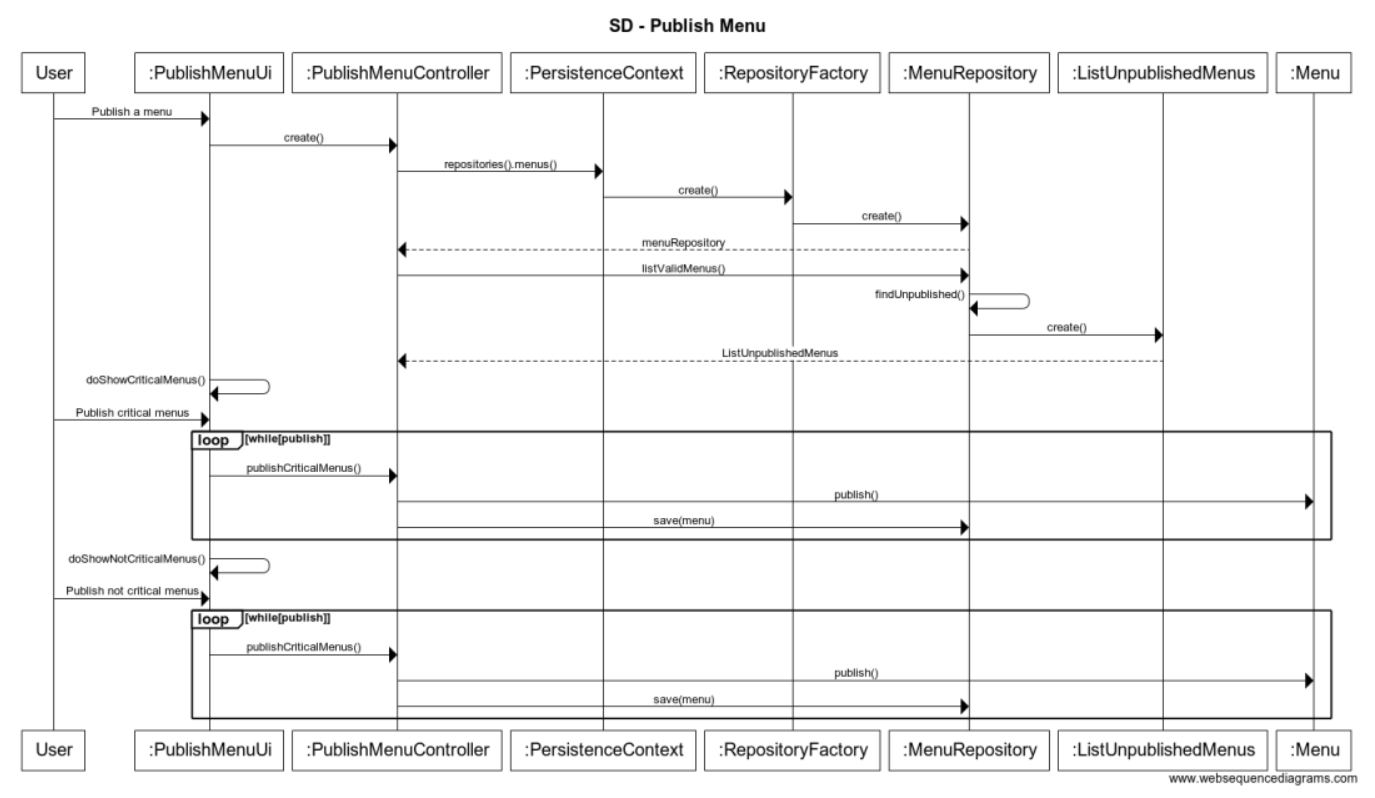 SD - Publish Menu
User :PublishMenuUi :PublishMenuController :PersistenceContext :RepositoryFactory :MenuRepository :ListUnpublishedMenus :Menu
Publish a menu
create()
repositories().menus()
create()
create()
menuRepository
listValidMenus()
findUnpublished()
create()
ListUnpublishedMenus
doShowCriticalMenus()
Publish critical menus
loop [while[publish]]
publishCriticalMenus()
publish()
save(menu)
doShowNotCriticalMenus()
Publish not critical menus
loop [while[publish]]
publishCriticalMenus()
publish()
save(menu)
User :PublishMenuUi :PublishMenuController :PersistenceContext :RepositoryFactory :MenuRepository :ListUnpublishedMenus :Menu
www.websequencediagrams.com